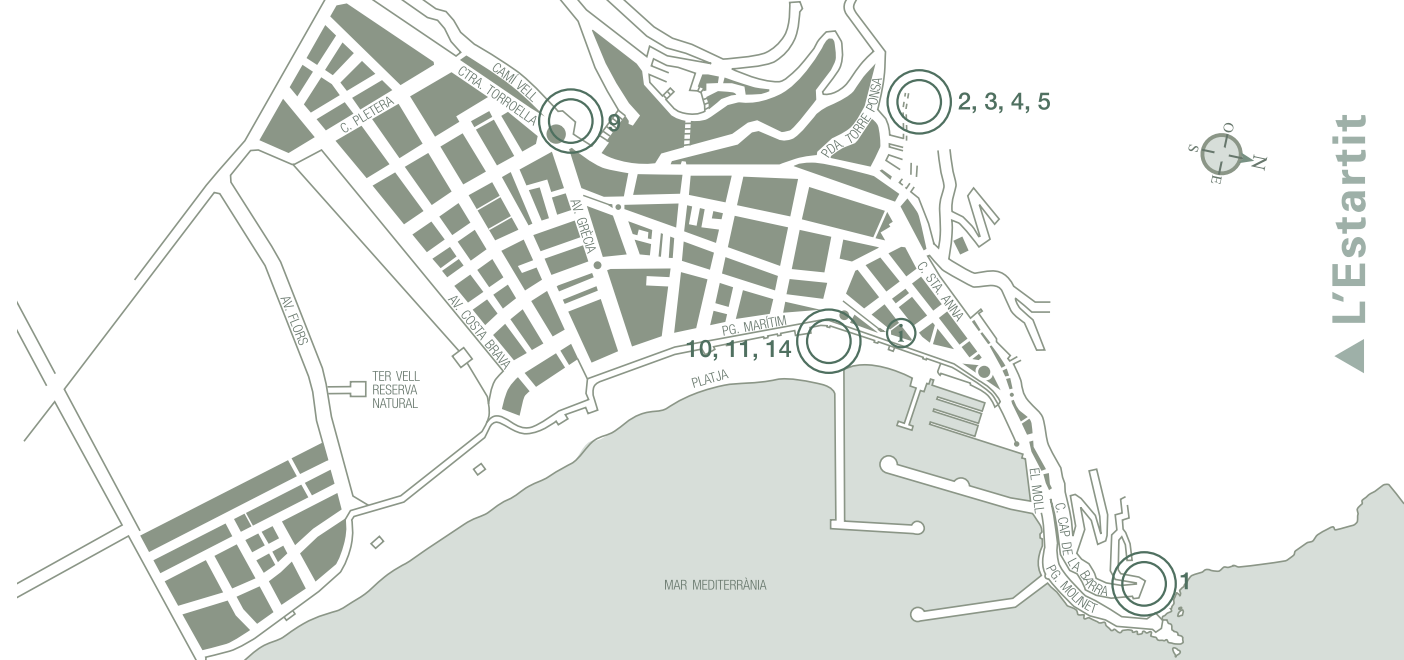 CAMÍ VELL
CTRA. TORROELLA
C. PLETERA
9
PDA. TORRE PONSA
2, 3, 4, 5
O
S
N
E
L'Estartit
AV. GRÈCIA
C. STA. ANNA
AV. FLORS
AV. COSTA BRAVA
PG. MARÍTIM
i
10, 11, 14
PLATJA
TER VELL
RESERVA
NATURAL
EL MOLL
C. CAP DE LA BARRA
PG. MOLINET
1
MAR MEDITERRÀNIA